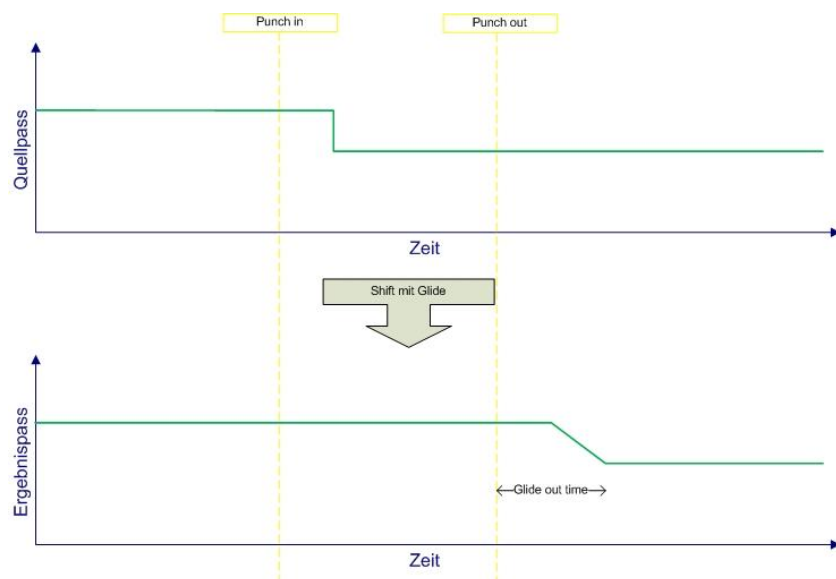 Punch in
Punch out
Quellpass
Zeit
Shift mit Glide
Ergebnispass
Glide out time
Zeit